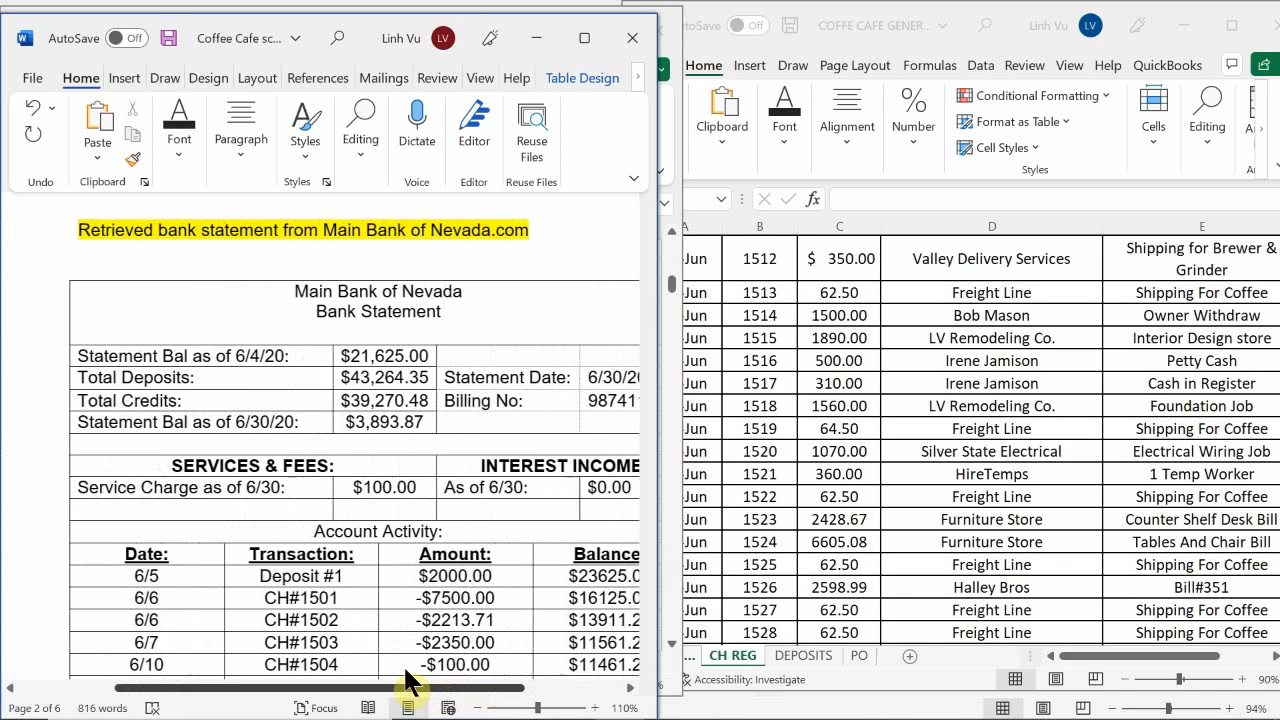 AutoSave Off Coffee Cafe sc... Linh Vu LV
File Home Insert Draw Design Layout References Mailings Review View Help Table Design
Undo Paste Clipboard Font Paragraph Styles Editing Dictate Editor Reuse Files
Undo Clipboard Styles Voice Editor Reuse Files
Retrieved bank statement from Main Bank of Nevada.com
Main Bank of Nevada
Bank Statement
Statement Bal as of 6/4/20: $21,625.00
Total Deposits: $43,264.35 Statement Date: 6/30/20
Total Credits: $39,270.48 Billing No: 98741
Statement Bal as of 6/30/20: $3,893.87
SERVICES & FEES: INTEREST INCOME
Service Charge as of 6/30: $100.00 As of 6/30: $0.00
Account Activity:
Date: Transaction: Amount: Balance
6/5 Deposit #1 $2000.00 $23625.0
6/6 CH#1501 -$7500.00 $16125.0
6/6 CH#1502 -$2213.71 $13911.2
6/7 CH#1503 -$2350.00 $11561.2
6/10 CH#1504 -$100.00 $11461.2
Page 2 of 6 816 words Focus 110%
toSave Off COFFE CAFE GENER... Linh Vu LV
Home Insert Draw Page Layout Formulas Data Review View Help QuickBooks
Clipboard Font Alignment Number Conditional Formatting Format as Table Cell Styles Cells Editing
Styles
fx
A B C D E
Jun 1512 $ 350.00 Valley Delivery Services Shipping for Brewer & Grinder
Jun 1513 62.50 Freight Line Shipping For Coffee
Jun 1514 1500.00 Bob Mason Owner Withdraw
Jun 1515 1890.00 LV Remodeling Co. Interior Design store
Jun 1516 500.00 Irene Jamison Petty Cash
Jun 1517 310.00 Irene Jamison Cash in Register
Jun 1518 1560.00 LV Remodeling Co. Foundation Job
Jun 1519 64.50 Freight Line Shipping For Coffee
Jun 1520 1070.00 Silver State Electrical Electrical Wiring Job
Jun 1521 360.00 HireTemps 1 Temp Worker
Jun 1522 62.50 Freight Line Shipping For Coffee
Jun 1523 2428.67 Furniture Store Counter Shelf Desk Bill
Jun 1524 6605.08 Furniture Store Tables And Chair Bill
Jun 1525 62.50 Freight Line Shipping For Coffee
Jun 1526 2598.99 Halley Bros Bill#351
Jun 1527 62.50 Freight Line Shipping For Coffee
Jun 1528 62.50 Freight Line Shipping For Coffee
... CH REG DEPOSITS PO
Accessibility: Investigate 90%
94%